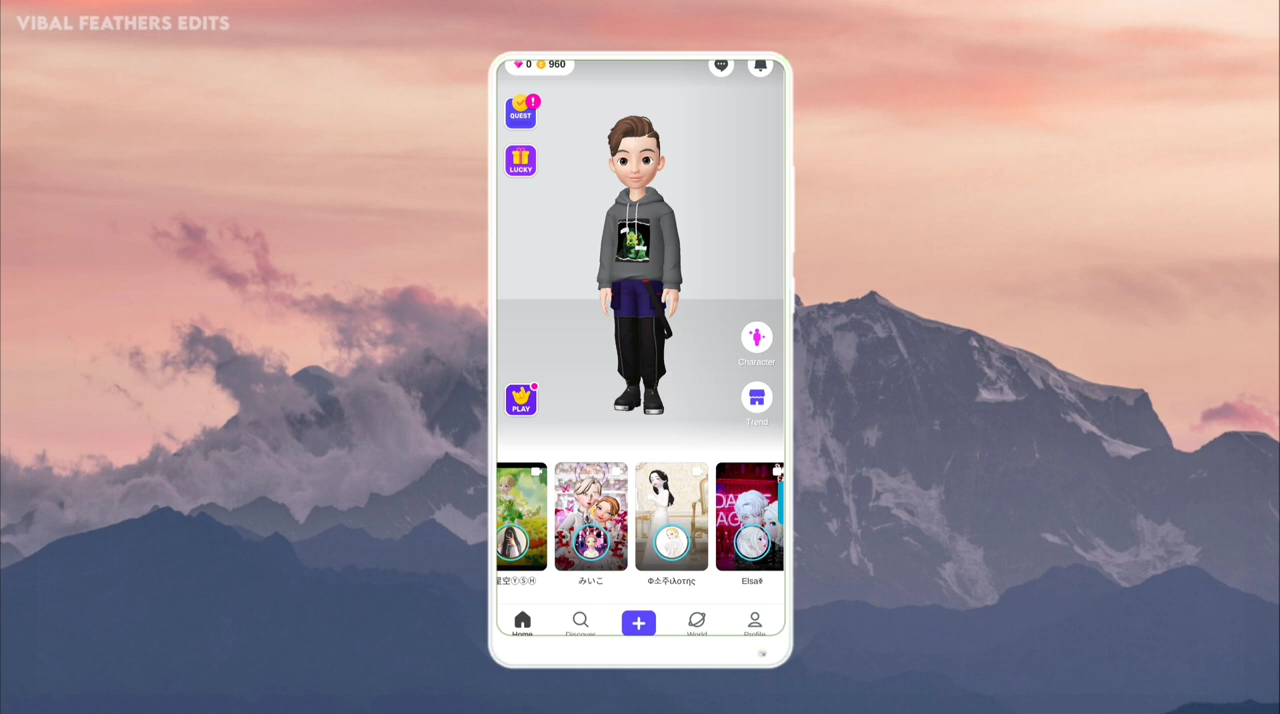 VIBAL FEATHERS EDITS
0 960
QUEST
LUCKY
Character
PLAY
Trend
みいこ
Elsa
Home
Discover
World
Profile